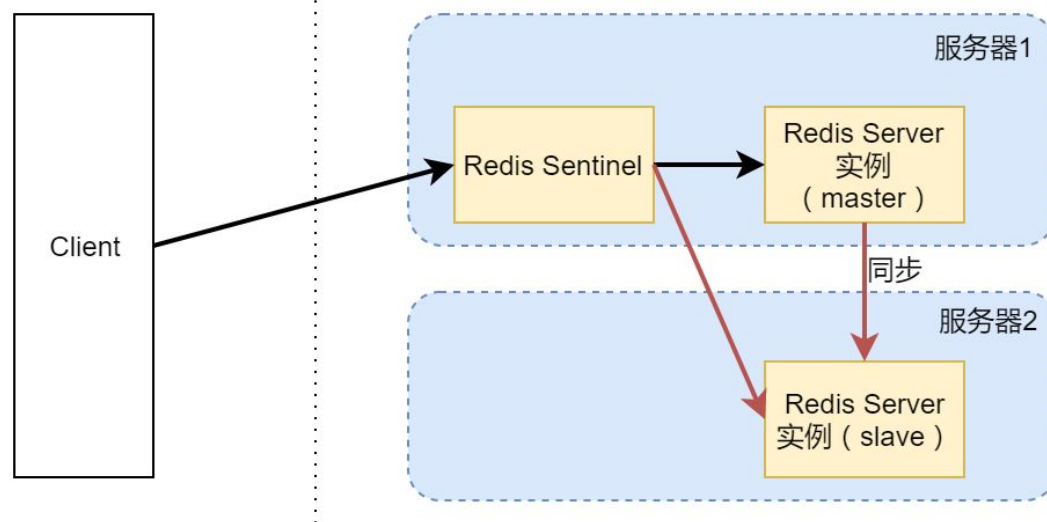 Client
服务器1
Redis Sentinel
Redis Server
实例
（master）
同步
服务器2
Redis Server
实例（slave）